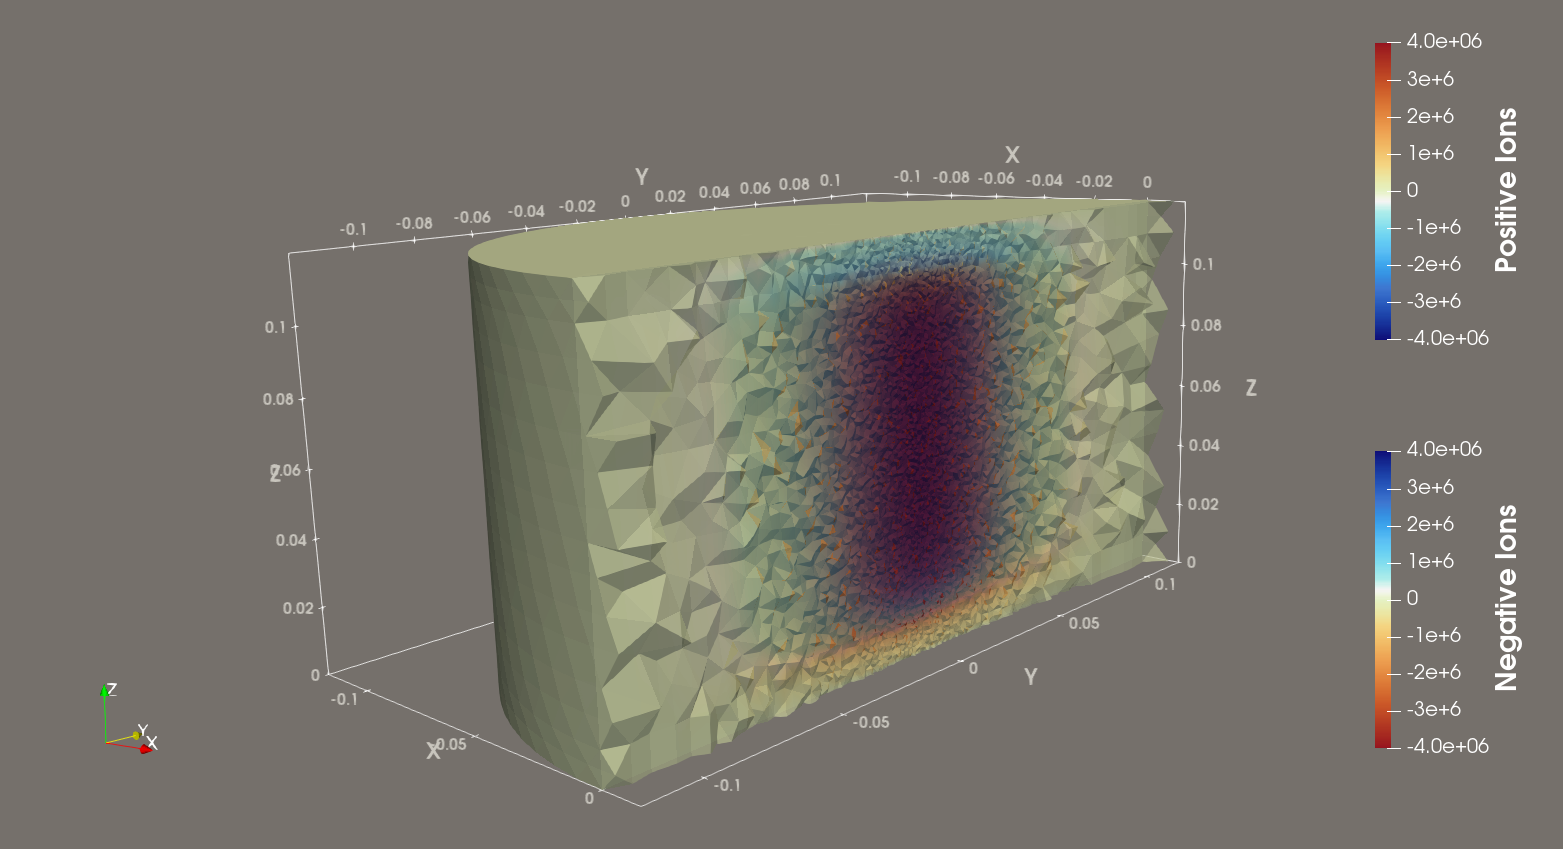 X
Y
-0.1 -0.08 -0.06 -0.04 -0.02 0 0.02 0.04 0.06 0.08 0.1
-0.1 -0.08 -0.06 -0.04 -0.02 0
0.1
0.08
0.06
0.04
0.02
0
Z
-0.1
-0.05
0
X
-0.1
-0.05
0
0.05
0.1
Y
0.1
0.08
0.06
0.04
0.02
0
Z
Z
Y
X
4.0e+06
3e+6
2e+6
1e+6
0
-1e+6
-2e+6
-3e+6
-4.0e+06
Positive Ions
4.0e+06
3e+6
2e+6
1e+6
0
-1e+6
-2e+6
-3e+6
-4.0e+06
Negative Ions